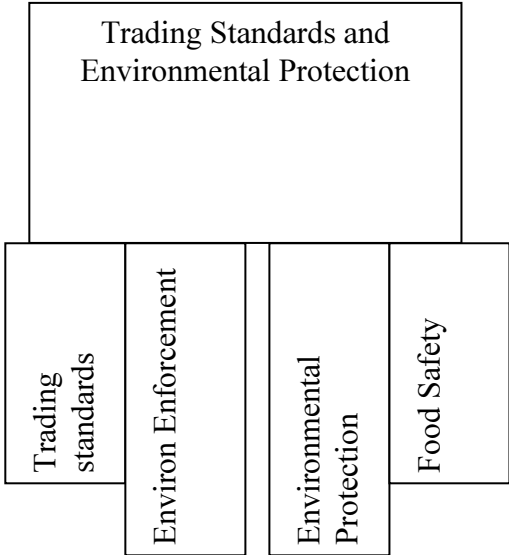 Trading Standards and
Environmental Protection
Trading
standards
Environ Enforcement
Environmental
Protection
Food Safety